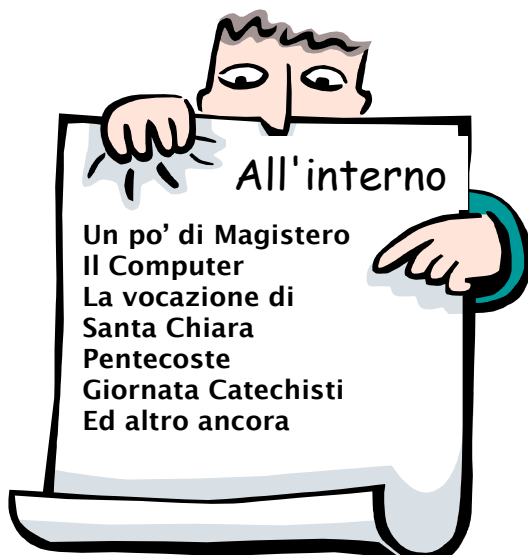 All'interno
Un po’ di Magistero
Il Computer
La vocazione di
Santa Chiara
Pentecoste
Giornata Catechisti
Ed altro ancora